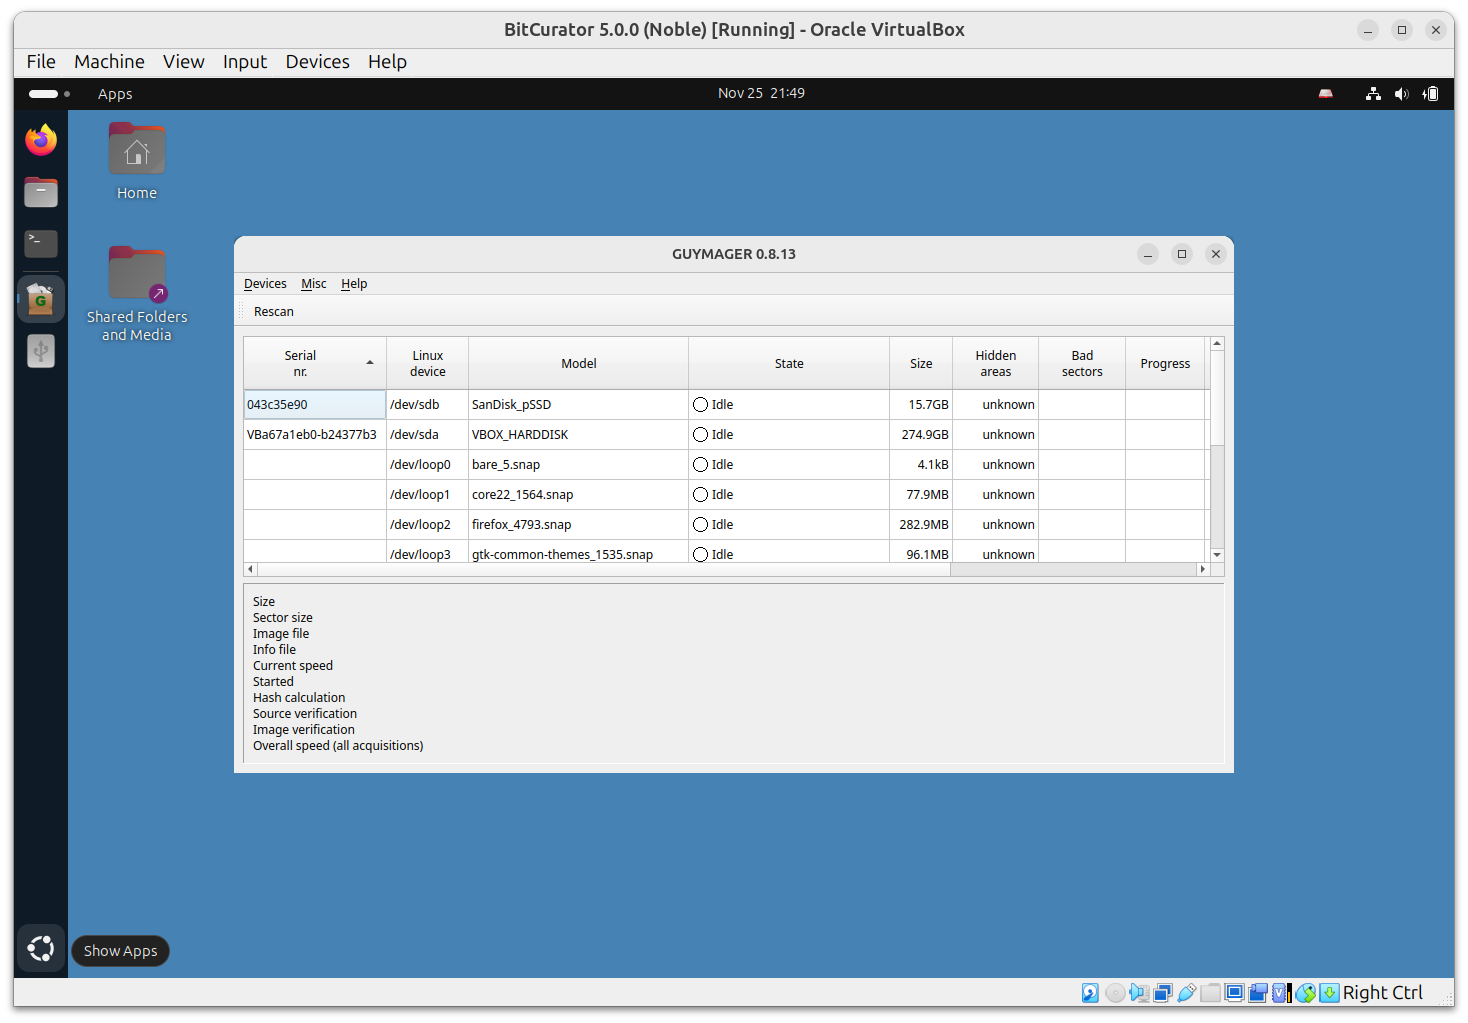 BitCurator 5.0.0 (Noble) [Running] - Oracle VirtualBox
File Machine View Input Devices Help
Apps
Nov 25 21:49
Home
Shared Folders
and Media
GUYMAGER 0.8.13
Devices Misc Help
Rescan
Serial nr. Linux device Model State Size Hidden areas Bad sectors Progress
043c35e90 /dev/sdb SanDisk_pSSD Idle 15.7GB unknown
VBa67a1eb0-b24377b3 /dev/sda VBOX_HARDDISK Idle 274.9GB unknown
/dev/loop0 bare_5.snap Idle 4.1kB unknown
/dev/loop1 core22_1564.snap Idle 77.9MB unknown
/dev/loop2 firefox_4793.snap Idle 282.9MB unknown
/dev/loop3 gtk-common-themes_1535.snap Idle 96.1MB unknown
Size
Sector size
Image file
Info file
Current speed
Started
Hash calculation
Source verification
Image verification
Overall speed (all acquisitions)
Show Apps
Right Ctrl